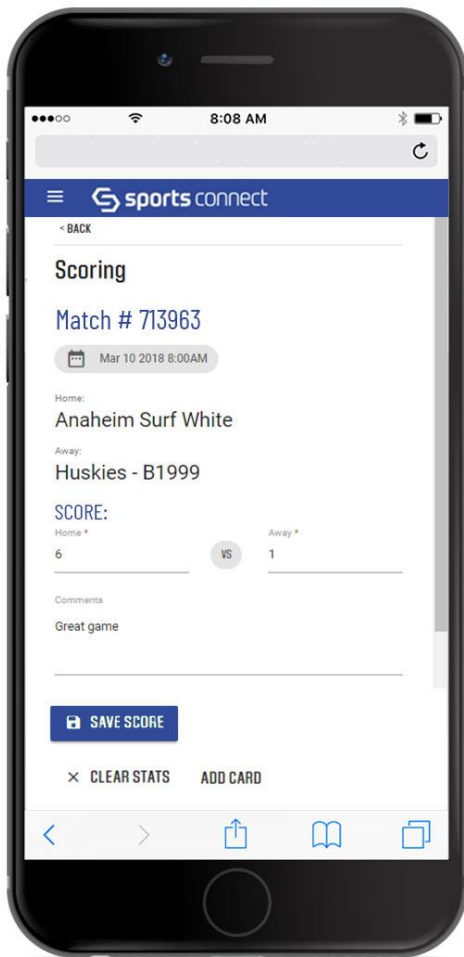 8:08 AM
sports connect
< BACK
Scoring
Match # 713963
Mar 10 2018 8:00AM
Home:
Anaheim Surf White
Away:
Huskies - B1999
SCORE:
Home * Away *
6 VS 1
Comments
Great game
SAVE SCORE
× CLEAR STATS ADD CARD